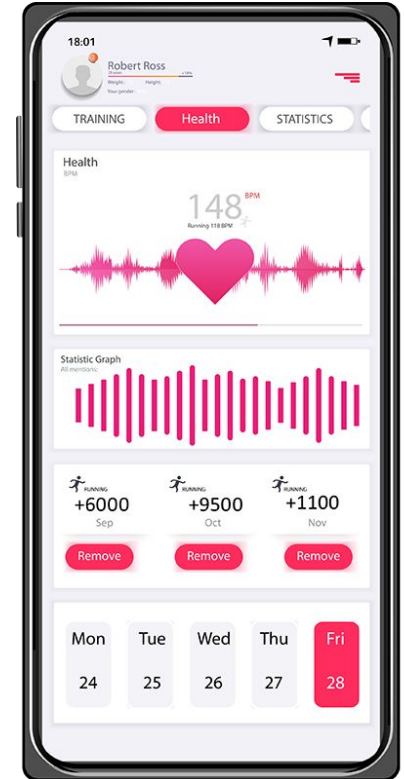 18:01
Robert Ross
Weight: Height:
Your gender:
TRAINING Health STATISTICS
Health
BPM
148 BPM
Running 118 BPM
Statistic Graph
All mentions:
RUNNING RUNNING RUNNING
+6000 +9500 +1100
Sep Oct Nov
Remove Remove Remove
Mon Tue Wed Thu Fri
24 25 26 27 28